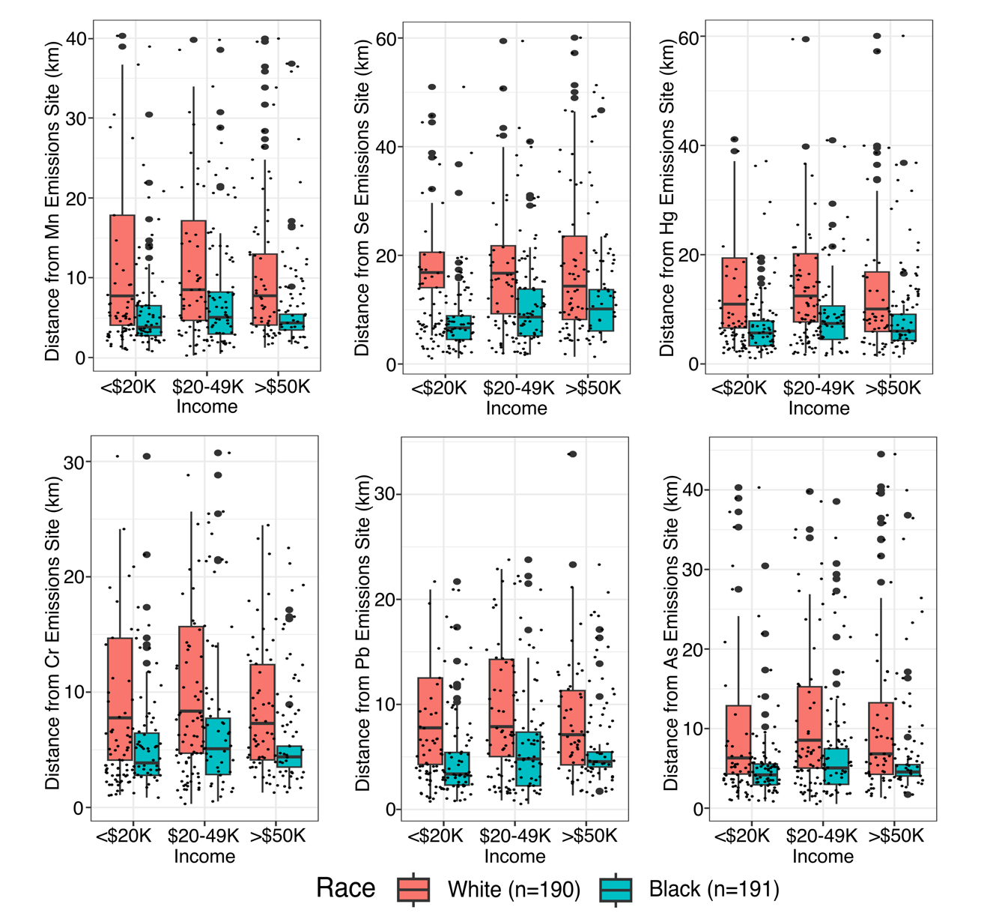 Distance from Mn Emissions Site (km)
40
30
20
10
0
<$20K $20-49K >$50K
Income
Distance from Se Emissions Site (km)
60
40
20
0
<$20K $20-49K >$50K
Income
Distance from Hg Emissions Site (km)
60
40
20
0
<$20K $20-49K >$50K
Income
Distance from Cr Emissions Site (km)
30
20
10
0
<$20K $20-49K >$50K
Income
Distance from Pb Emissions Site (km)
30
20
10
0
<$20K $20-49K >$50K
Income
Distance from As Emissions Site (km)
40
30
20
10
0
<$20K $20-49K >$50K
Income
Race White (n=190) Black (n=191)